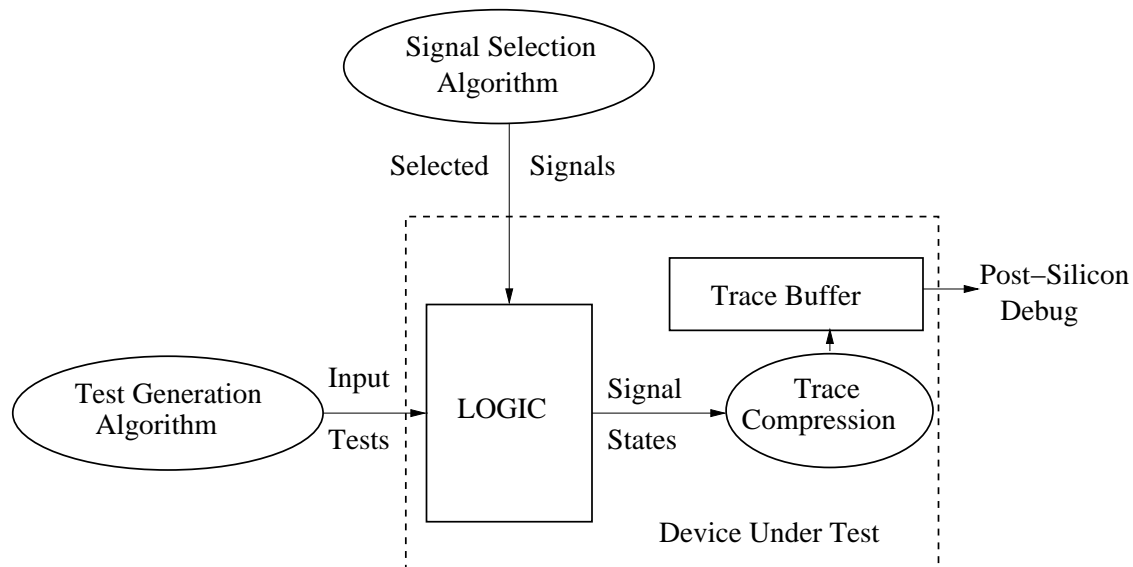 Signal Selection
Algorithm
Selected Signals
Trace Buffer
Post−Silicon
Debug
Test Generation
Algorithm
Input
Tests
LOGIC
Signal
States
Trace
Compression
Device Under Test